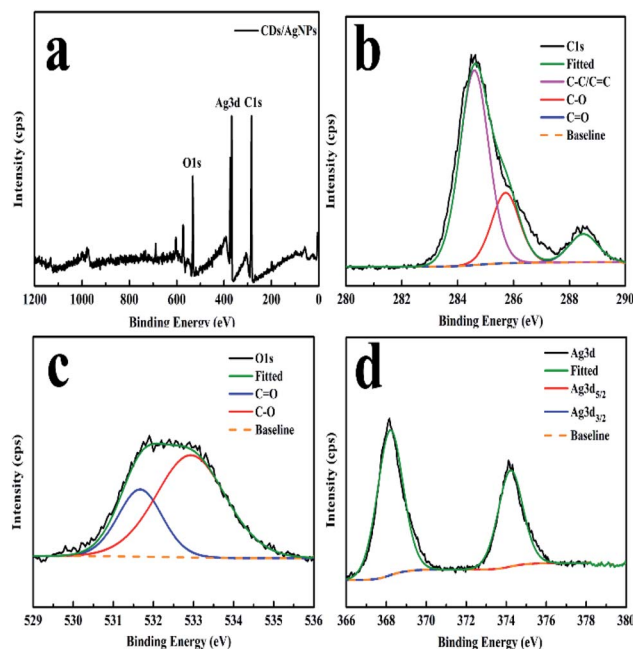 a
CDs/AgNPs
Ag3d
C1s
O1s
Intensity (cps)
1200 1000 800 600 400 200 0
Binding Energy (eV)
b
C1s
Fitted
C-C/C=C
C-O
C=O
Baseline
Intensity (cps)
280 282 284 286 288 290
Binding Energy (eV)
c
O1s
Fitted
C=O
C-O
Baseline
Intensity (cps)
529 530 531 532 533 534 535 536
Binding Energy (eV)
d
Ag3d
Fitted
Ag3d5/2
Ag3d3/2
Baseline
Intensity (cps)
366 368 370 372 374 376 378 380
Binding Energy (eV)